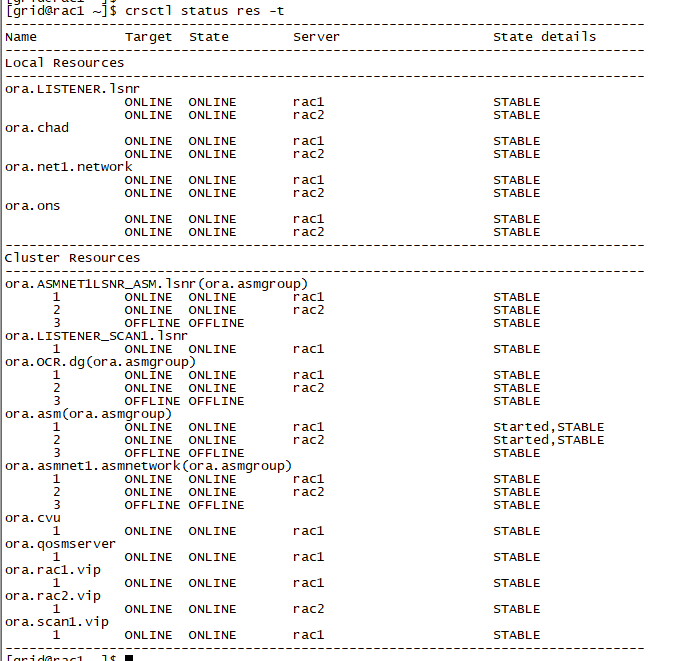 [grid@rac1 ~]$ crsctl status res -t
--------------------------------------------------------------------------------
Name           Target  State        Server                   State details
--------------------------------------------------------------------------------
Local Resources
--------------------------------------------------------------------------------
ora.LISTENER.lsnr
               ONLINE  ONLINE       rac1                     STABLE
               ONLINE  ONLINE       rac2                     STABLE
ora.chad
               ONLINE  ONLINE       rac1                     STABLE
               ONLINE  ONLINE       rac2                     STABLE
ora.net1.network
               ONLINE  ONLINE       rac1                     STABLE
               ONLINE  ONLINE       rac2                     STABLE
ora.ons
               ONLINE  ONLINE       rac1                     STABLE
               ONLINE  ONLINE       rac2                     STABLE
--------------------------------------------------------------------------------
Cluster Resources
--------------------------------------------------------------------------------
ora.ASMNET1LSNR_ASM.lsnr(ora.asmgroup)
      1        ONLINE  ONLINE       rac1                     STABLE
      2        ONLINE  ONLINE       rac2                     STABLE
      3        OFFLINE OFFLINE                               STABLE
ora.LISTENER_SCAN1.lsnr
      1        ONLINE  ONLINE       rac1                     STABLE
ora.OCR.dg(ora.asmgroup)
      1        ONLINE  ONLINE       rac1                     STABLE
      2        ONLINE  ONLINE       rac2                     STABLE
      3        OFFLINE OFFLINE                               STABLE
ora.asm(ora.asmgroup)
      1        ONLINE  ONLINE       rac1                     Started,STABLE
      2        ONLINE  ONLINE       rac2                     Started,STABLE
      3        OFFLINE OFFLINE                               STABLE
ora.asmnet1.asmnetwork(ora.asmgroup)
      1        ONLINE  ONLINE       rac1                     STABLE
      2        ONLINE  ONLINE       rac2                     STABLE
      3        OFFLINE OFFLINE                               STABLE
ora.cvu
      1        ONLINE  ONLINE       rac1                     STABLE
ora.qosmserver
      1        ONLINE  ONLINE       rac1                     STABLE
ora.rac1.vip
      1        ONLINE  ONLINE       rac1                     STABLE
ora.rac2.vip
      1        ONLINE  ONLINE       rac2                     STABLE
ora.scan1.vip
      1        ONLINE  ONLINE       rac1                     STABLE
--------------------------------------------------------------------------------
[grid@rac1 ~]$